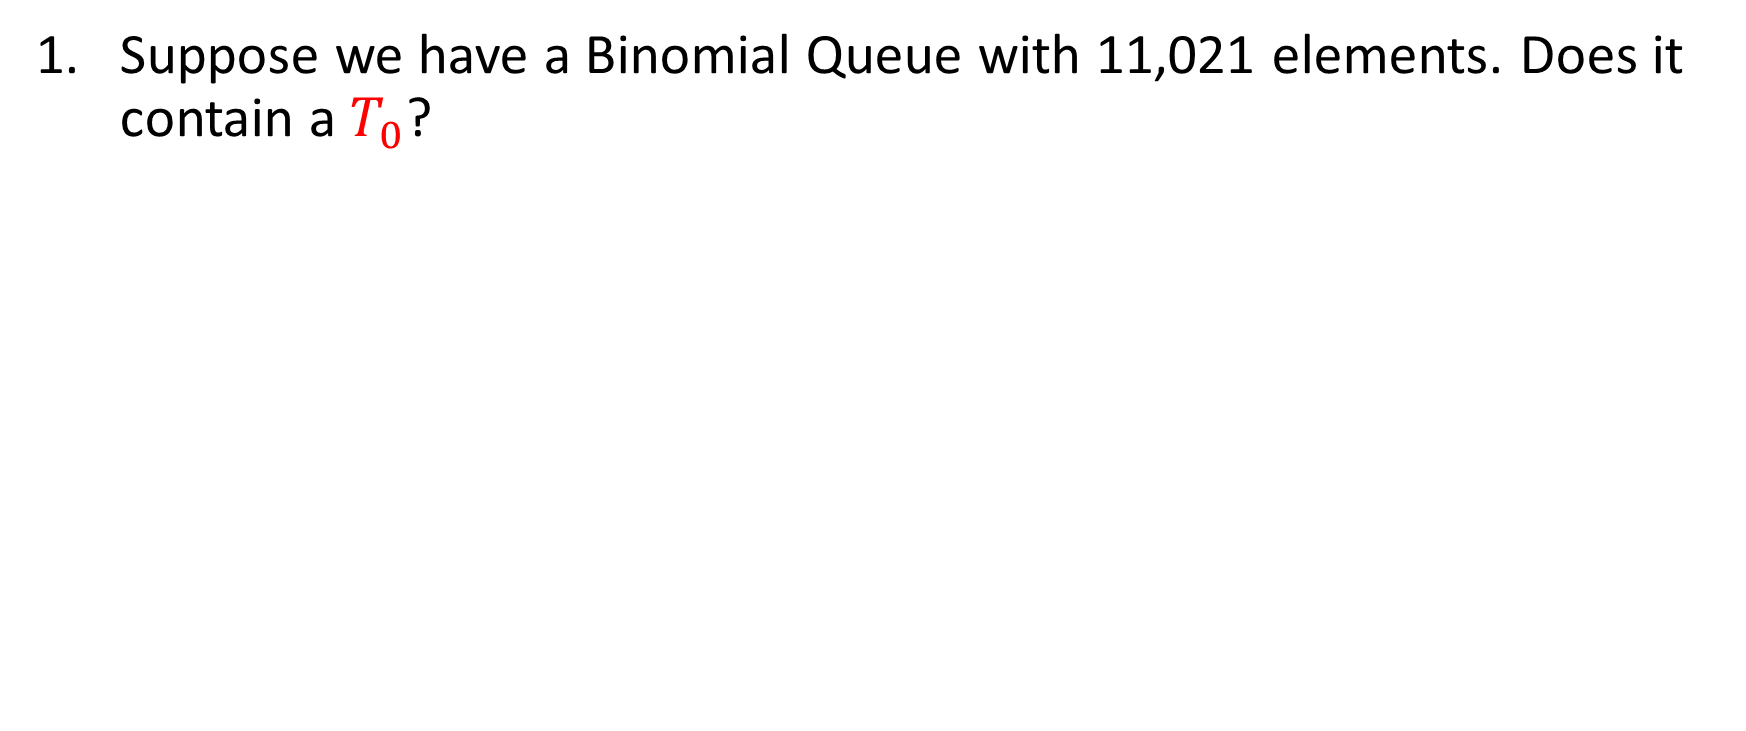 1. Suppose we have a Binomial Queue with 11,021 elements. Does it
contain a T₀?